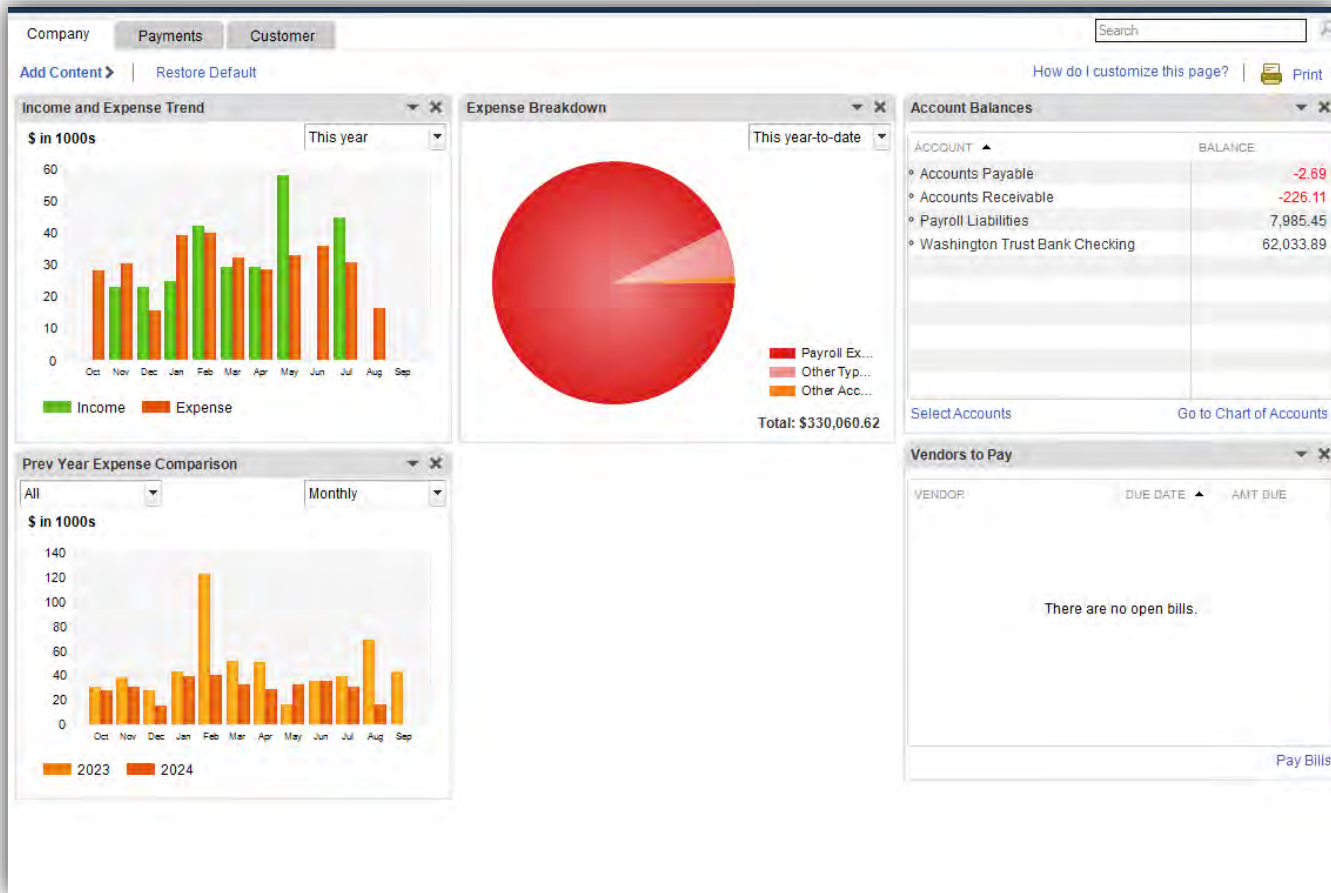 Company Payments Customer Search
Add Content Restore Default How do I customize this page? Print
Income and Expense Trend
$ in 1000s This year
60
50
40
30
20
10
0
Oct Nov Dec Jan Feb Mar Apr May Jun Jul Aug Sep
Income Expense
Expense Breakdown
This year-to-date
Payroll Ex...
Other Typ...
Other Acc...
Total: $330,060.62
Account Balances
ACCOUNT BALANCE
Accounts Payable -2.69
Accounts Receivable -226.11
Payroll Liabilities 7,985.45
Washington Trust Bank Checking 62,033.89
Select Accounts Go to Chart of Accounts
Prev Year Expense Comparison
All Monthly
$ in 1000s
140
120
100
80
60
40
20
0
Oct Nov Dec Jan Feb Mar Apr May Jun Jul Aug Sep
2023 2024
Vendors to Pay
VENDOR DUE DATE AMT DUE
There are no open bills.
Pay Bills